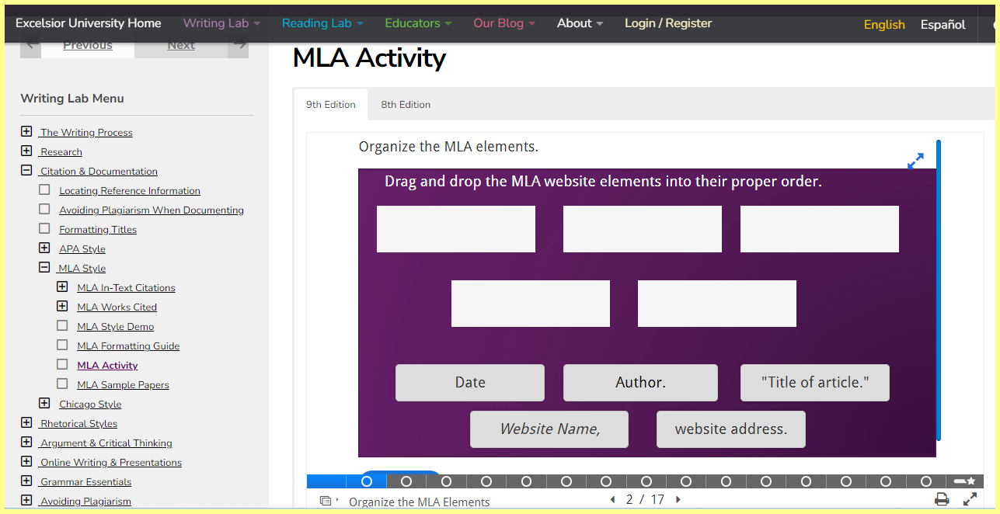 Excelsior University Home Writing Lab Reading Lab Educators Our Blog About Login / Register English Español
Previous Next
Writing Lab Menu
The Writing Process
Research
Citation & Documentation
Locating Reference Information
Avoiding Plagiarism When Documenting
Formatting Titles
APA Style
MLA Style
MLA In-Text Citations
MLA Works Cited
MLA Style Demo
MLA Formatting Guide
MLA Activity
MLA Sample Papers
Chicago Style
Rhetorical Styles
Argument & Critical Thinking
Online Writing & Presentations
Grammar Essentials
Avoiding Plagiarism
MLA Activity
9th Edition 8th Edition
Organize the MLA elements.
Drag and drop the MLA website elements into their proper order.
Date Author. "Title of article."
Website Name, website address.
Organize the MLA Elements 2 / 17